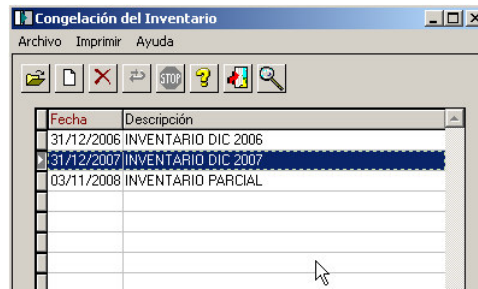 Congelación del Inventario
Archivo Imprimir Ayuda
STOP ?
Fecha Descripción
31/12/2006 INVENTARIO DIC 2006
31/12/2007 INVENTARIO DIC 2007
03/11/2008 INVENTARIO PARCIAL